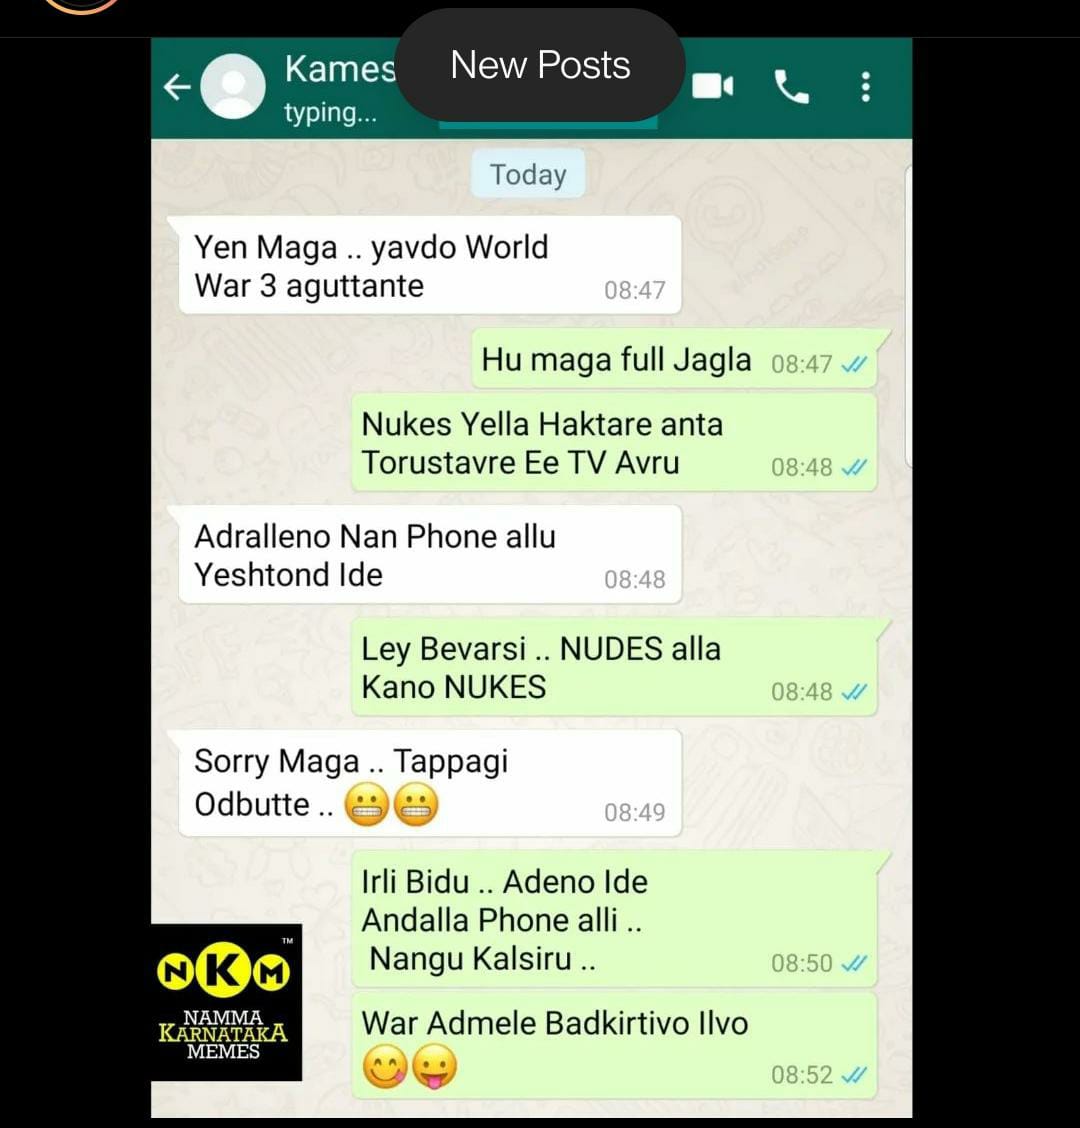 New Posts
Kames
typing...
Today
Yen Maga .. yavdo World
War 3 aguttante
08:47
Hu maga full Jagla 08:47
Nukes Yella Haktare anta
Torustavre Ee TV Avru
08:48
Adralleno Nan Phone allu
Yeshtond Ide
08:48
Ley Bevarsi .. NUDES alla
Kano NUKES
08:48
Sorry Maga .. Tappagi
Odbutte .. 😬😬
08:49
Irli Bidu .. Adeno Ide
Andalla Phone alli ..
Nangu Kalsiru ..
08:50
War Admele Badkirtivo Ilvo
😋😛
08:52
NKM TM
NAMMA
KARNATAKA
MEMES